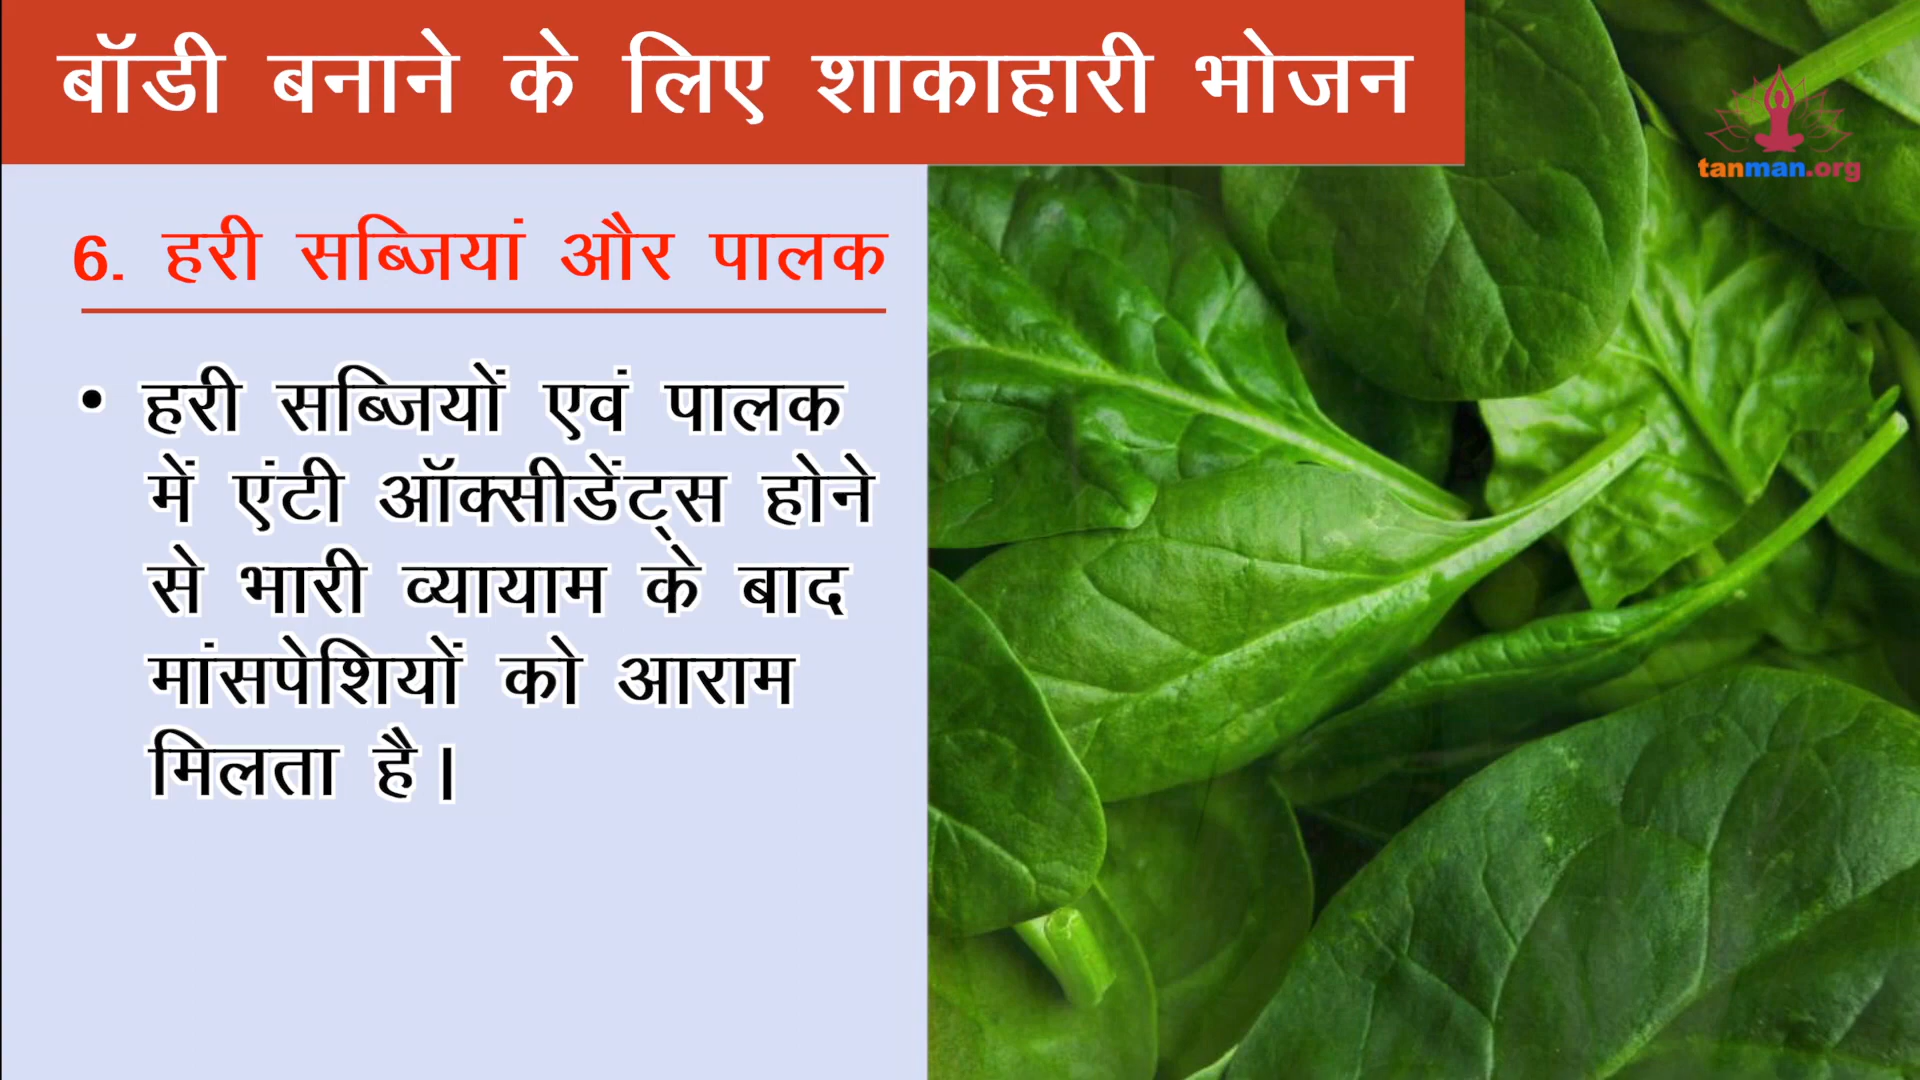 बॉडी बनाने के लिए शाकाहारी भोजन
tanman.org
6. हरी सब्जियां और पालक
• हरी सब्जियों एवं पालक
में एंटी ऑक्सीडेंट्स होने
से भारी व्यायाम के बाद
मांसपेशियों को आराम
मिलता है।